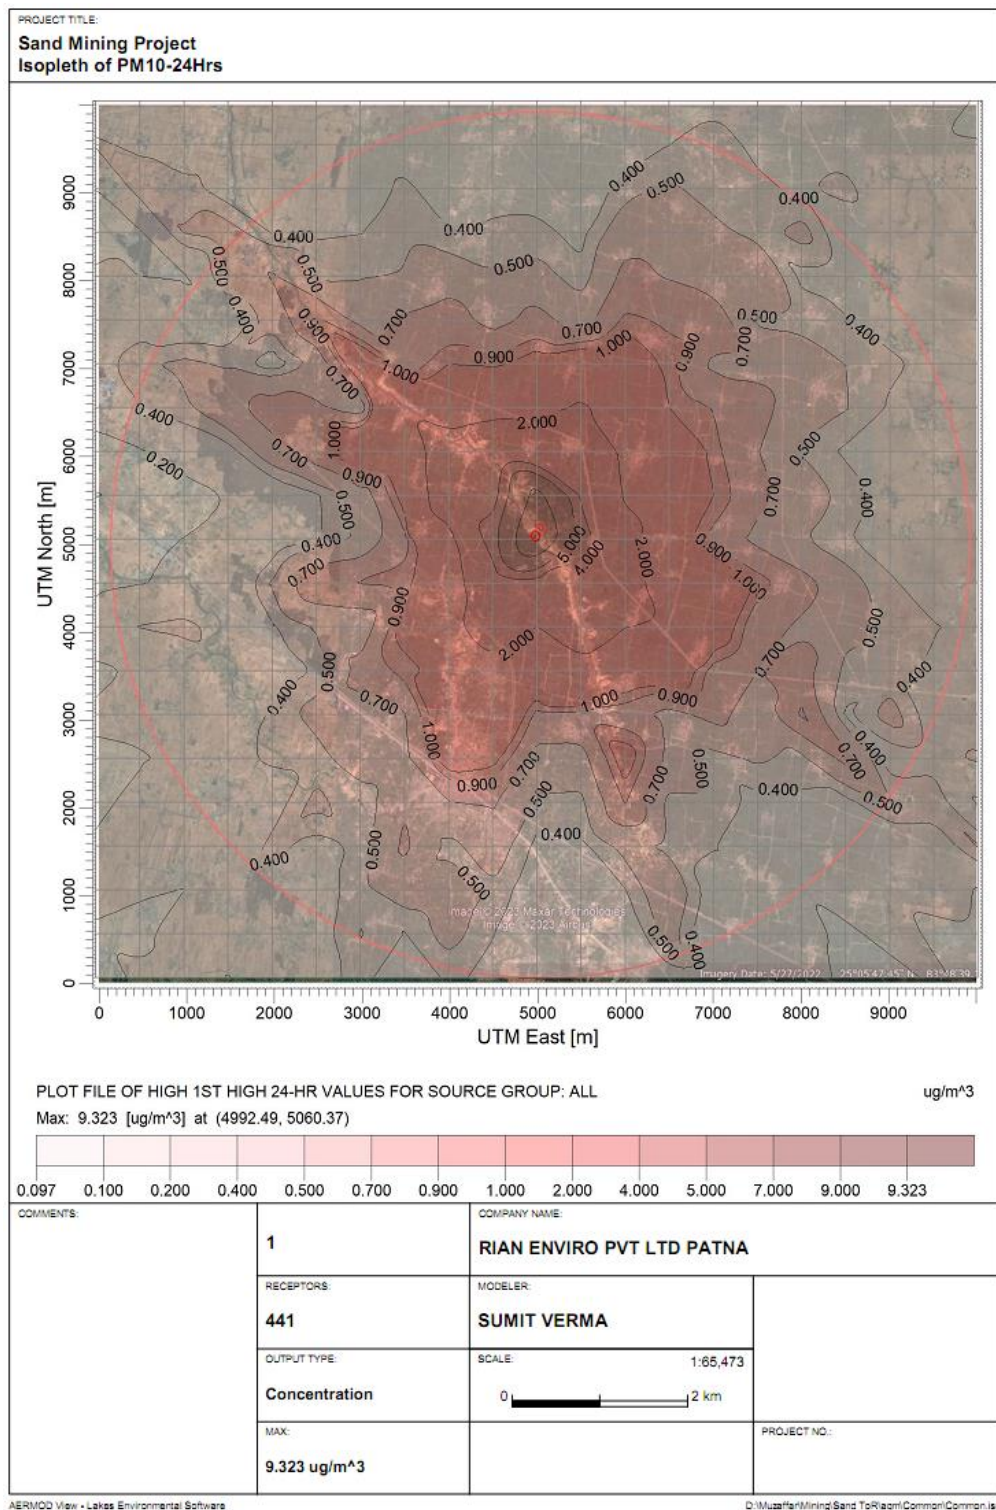 PROJECT TITLE:
Sand Mining Project
Isopleth of PM10-24Hrs
0.400
0.500
0.400
0.400
0.400
0.500
0.500
0.500
0.400
0.900
0.700
0.700
0.900
1.000
0.500
0.400
0.700
0.900
1.000
0.700
0.400
0.200
1.000
0.700
0.900
2.000
0.500
0.400
0.700
0.500
0.400
5.000
4.000
2.000
0.900
1.000
0.700
0.900
0.500
2.000
0.700
0.500
0.400
0.400
0.700
1.000
1.000
0.900
0.900
0.700
0.500
0.700
0.500
0.400
0.400
0.700
0.500
0.400
0.400
0.500
0.500
0.500
0.400
Image © 2023 Maxar Technologies
Image © 2023 Airbus
Imagery Date: 5/27/2022
UTM North [m]
9000
8000
7000
6000
5000
4000
3000
2000
1000
0
0 1000 2000 3000 4000 5000 6000 7000 8000 9000
UTM East [m]
PLOT FILE OF HIGH 1ST HIGH 24-HR VALUES FOR SOURCE GROUP: ALL ug/m^3
Max: 9.323 [ug/m^3] at (4992.49, 5060.37)
0.097 0.100 0.200 0.400 0.500 0.700 0.900 1.000 2.000 4.000 5.000 7.000 9.000 9.323
COMMENTS:
1
COMPANY NAME:
RIAN ENVIRO PVT LTD PATNA
RECEPTORS:
441
MODELER:
SUMIT VERMA
OUTPUT TYPE:
Concentration
SCALE: 1:65,473
0 2 km
MAX:
9.323 ug/m^3
PROJECT NO.:
AERMOD View - Lakes Environmental Software